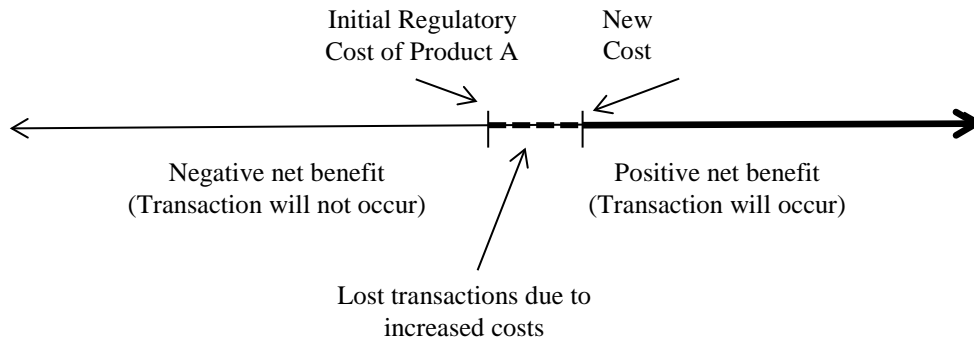 Initial Regulatory
Cost of Product A
New
Cost
Negative net benefit
(Transaction will not occur)
Positive net benefit
(Transaction will occur)
Lost transactions due to
increased costs